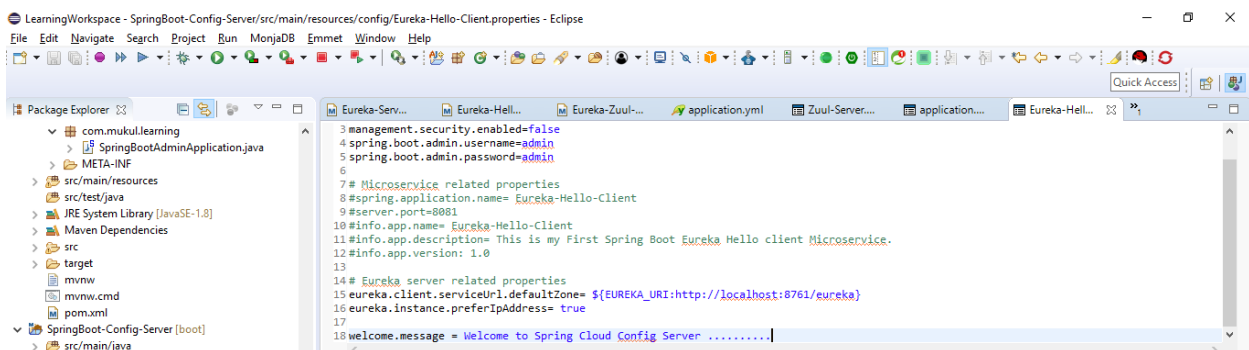 LearningWorkspace - SpringBoot-Config-Server/src/main/resources/config/Eureka-Hello-Client.properties - Eclipse
File Edit Navigate Search Project Run MonjaDB Emmet Window Help
Quick Access
Package Explorer
Eureka-Serv... Eureka-Hell... Eureka-Zuul-... application.yml Zuul-Server.... application.... Eureka-Hell... »1
com.mukul.learning
SpringBootAdminApplication.java
META-INF
src/main/resources
src/test/java
JRE System Library [JavaSE-1.8]
Maven Dependencies
src
target
mvnw
mvnw.cmd
pom.xml
SpringBoot-Config-Server [boot]
src/main/java
3 management.security.enabled=false
4 spring.boot.admin.username=admin
5 spring.boot.admin.password=admin
6
7 # Microservice related properties
8 #spring.application.name= Eureka-Hello-Client
9 #server.port=8081
10 #info.app.name= Eureka-Hello-Client
11 #info.app.description= This is my First Spring Boot Eureka Hello client Microservice.
12 #info.app.version: 1.0
13
14 # Eureka server related properties
15 eureka.client.serviceUrl.defaultZone= ${EUREKA_URI:http://localhost:8761/eureka}
16 eureka.instance.preferIpAddress= true
17
18 welcome.message = Welcome to Spring Cloud Config Server ..........